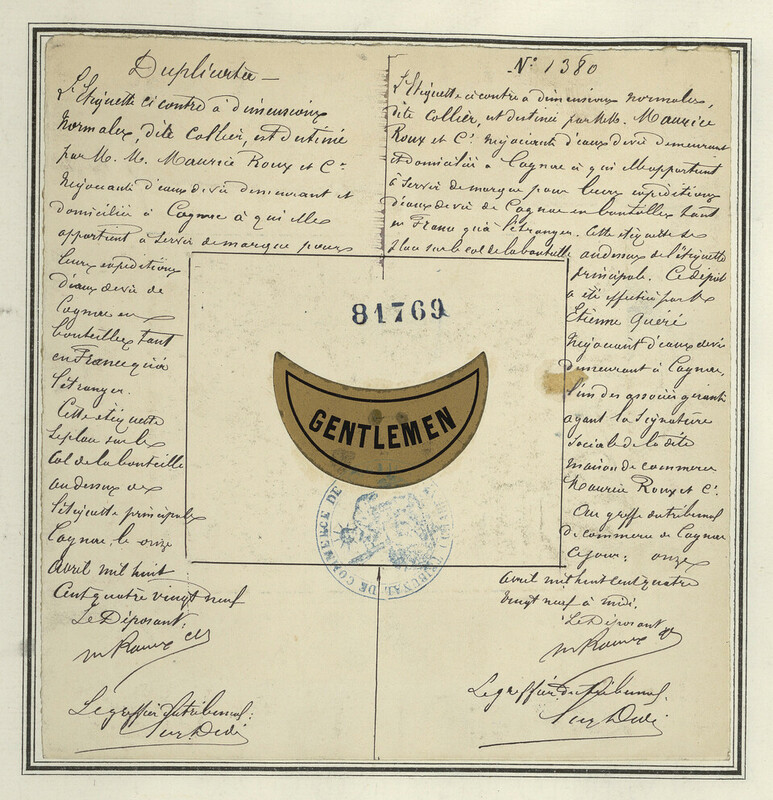 Duplicata —
L'Etiquette ci contre à dimensions
normales, dite Collier, est destinée
par M. M. Maurice Roux et Cie
Négociants d'eaux de vie demeurant et
domiciliés à Cognac à qui elle
appartient à servir de marque pour
leurs expéditions
d'eaux de vie de
Cognac en
bouteilles tant
en France qu'à
l'étranger.
Cette étiquette
se place sur le
Col de la bouteille
au dessus de
l'étiquette principale
Cognac, le onze
avril mil huit
Cent quatre vingt neuf
Le Déposant:
M Roux Cie
Le greffier du tribunal:
No 1380
L'Etiquette ci contre à dimensions normales,
dite Collier, est destinée par M.M. Maurice
Roux et Cie Négociants d'eaux de vie demeurant
et domiciliés à Cognac à qui elle appartient
à servir de marque pour leurs expéditions
d'eaux de vie de Cognac en bouteilles tant
en France qu'à l'étranger. Cette étiquette se
place sur le col de la bouteille au dessus de l'étiquette
principale. Ce dépôt
a été effectué par M.
Etienne Quéré
Négociant d'eaux de vie
demeurant à Cognac,
l'un des associés gérants
ayant la signature
sociale de la dite
maison de commerce
Maurice Roux et Cie
Au greffe du tribunal
de commerce de Cognac
ce jour: onze
avril mil huit cent quatre
vingt neuf à midi.
Le Déposant
M Roux Cie
Le greffier du tribunal
81769
GENTLEMEN
TRIBUNAL DE COMMERCE DE